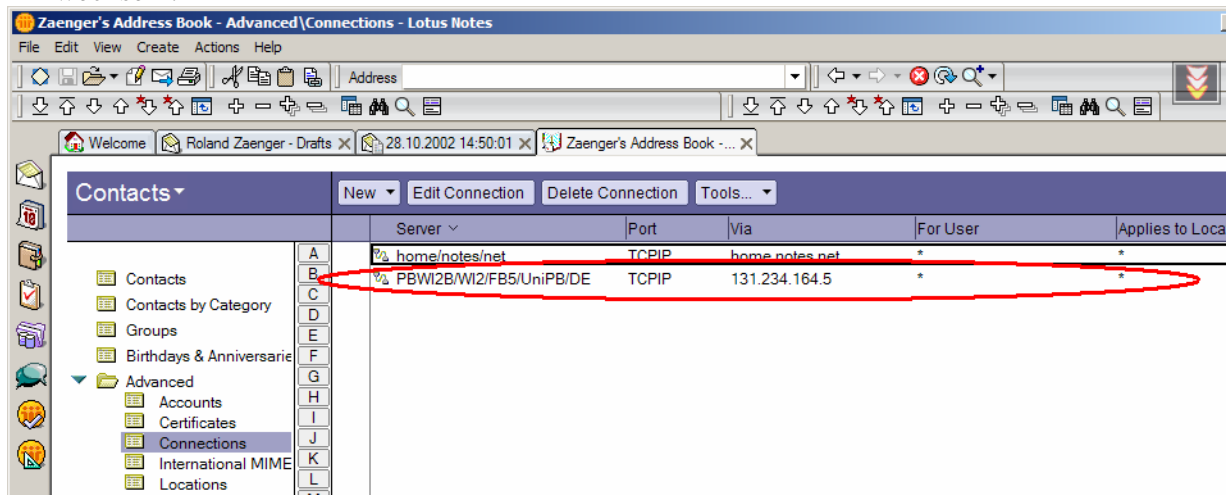 Zaenger's Address Book - Advanced\Connections - Lotus Notes
File Edit View Create Actions Help
Address
Welcome Roland Zaenger - Drafts 28.10.2002 14:50:01 Zaenger's Address Book -...
Contacts New Edit Connection Delete Connection Tools...
Server Port Via For User Applies to Loca
A home/notes/net TCPIP home.notes.net * *
Contacts B PBWI2B/WI2/FB5/UniPB/DE TCPIP 131.234.164.5 * *
C
Contacts by Category
D
Groups E
Birthdays & Anniversarie F
Advanced G
Accounts H
Certificates I
Connections J
International MIME K
Locations L